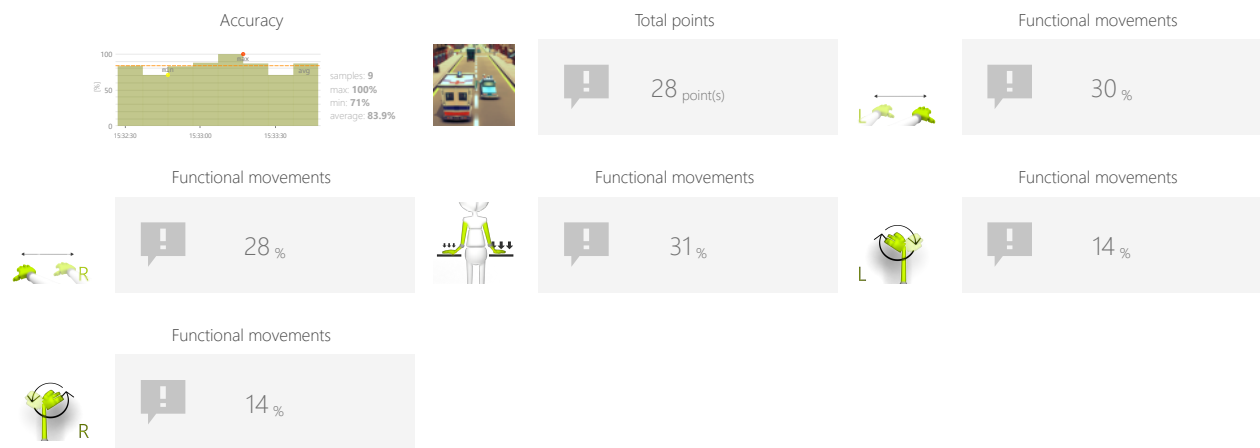 Accuracy
100
50
0
(%)
min
max
avg
15:32:30
15:33:00
15:33:30
samples: 9
max: 100%
min: 71%
average: 83.9%
Total points
28 point(s)
Functional movements
L
30 %
Functional movements
R
28 %
Functional movements
31 %
Functional movements
L
14 %
Functional movements
R
14 %